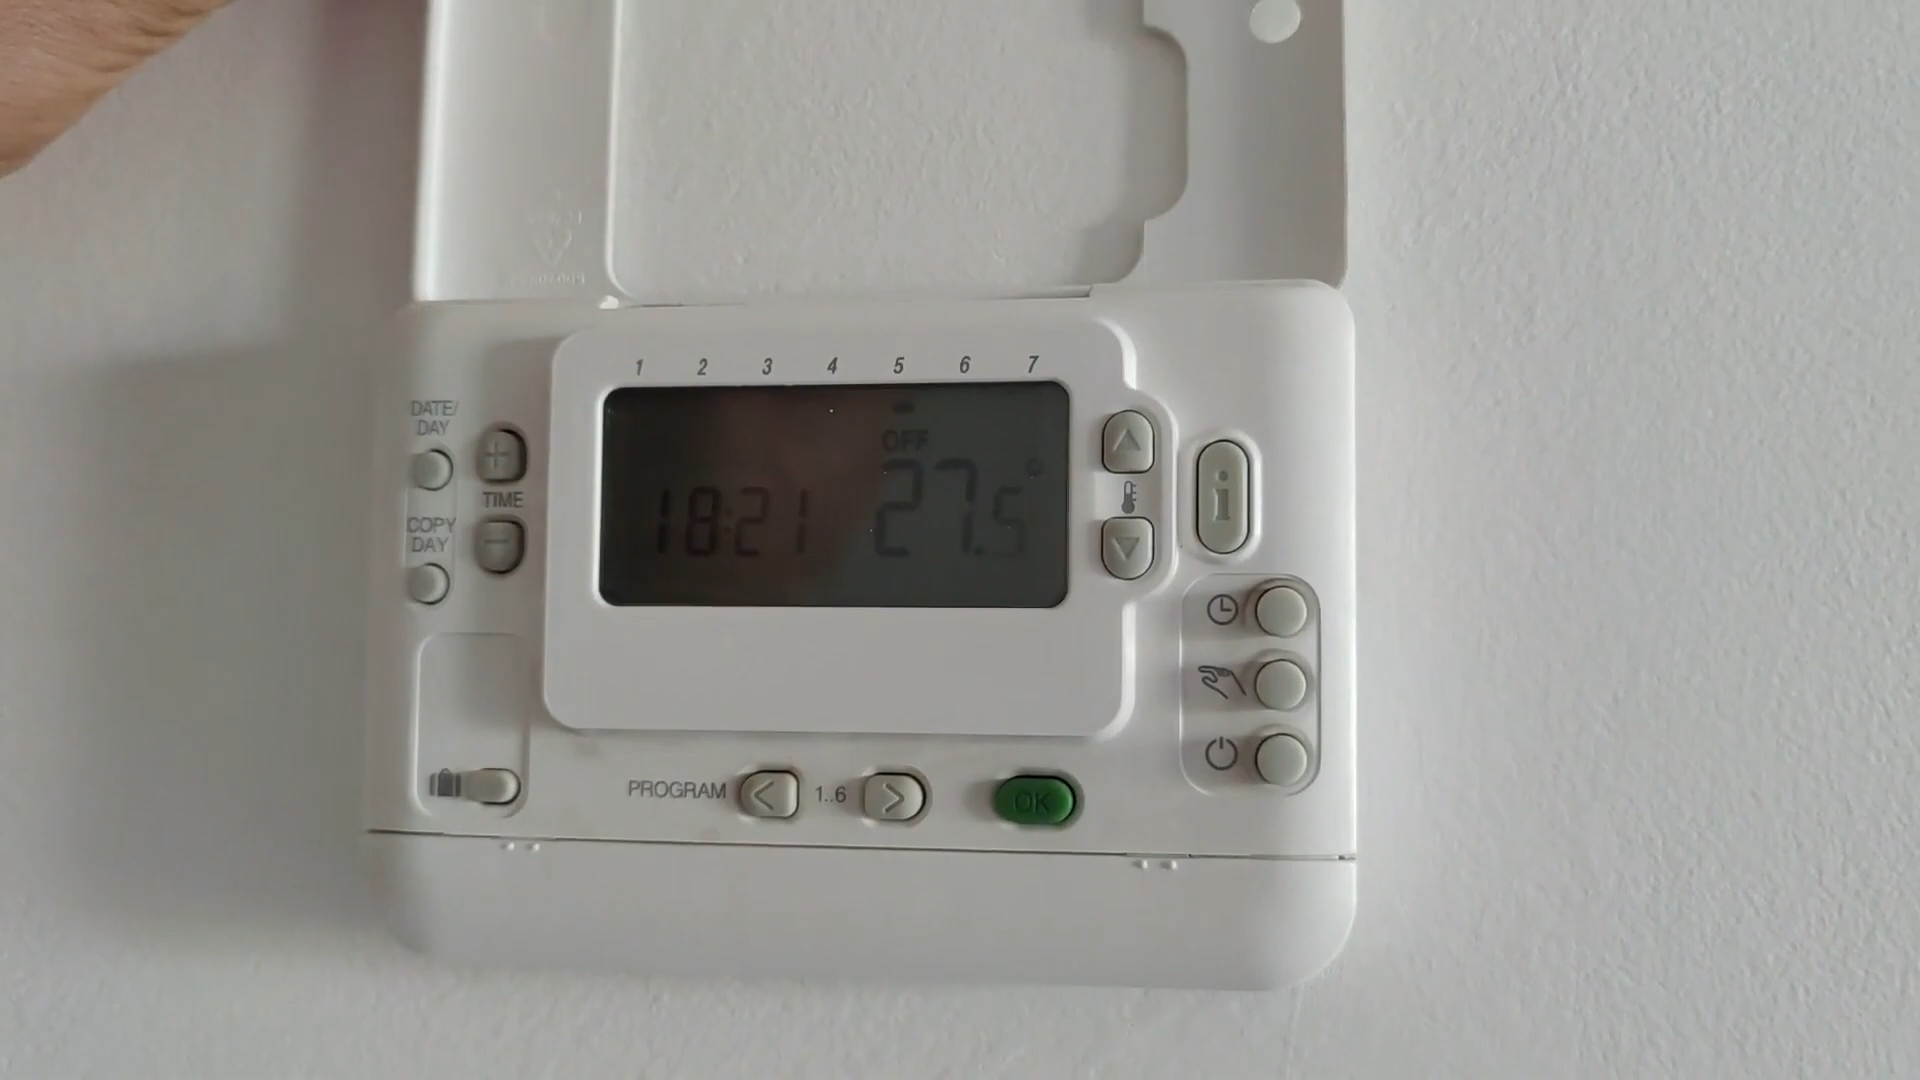 1 2 3 4 5 6 7
DATE/
DAY
OFF
TIME
18:21 27.5°
COPY
DAY
i
PROGRAM < 1..6 > OK